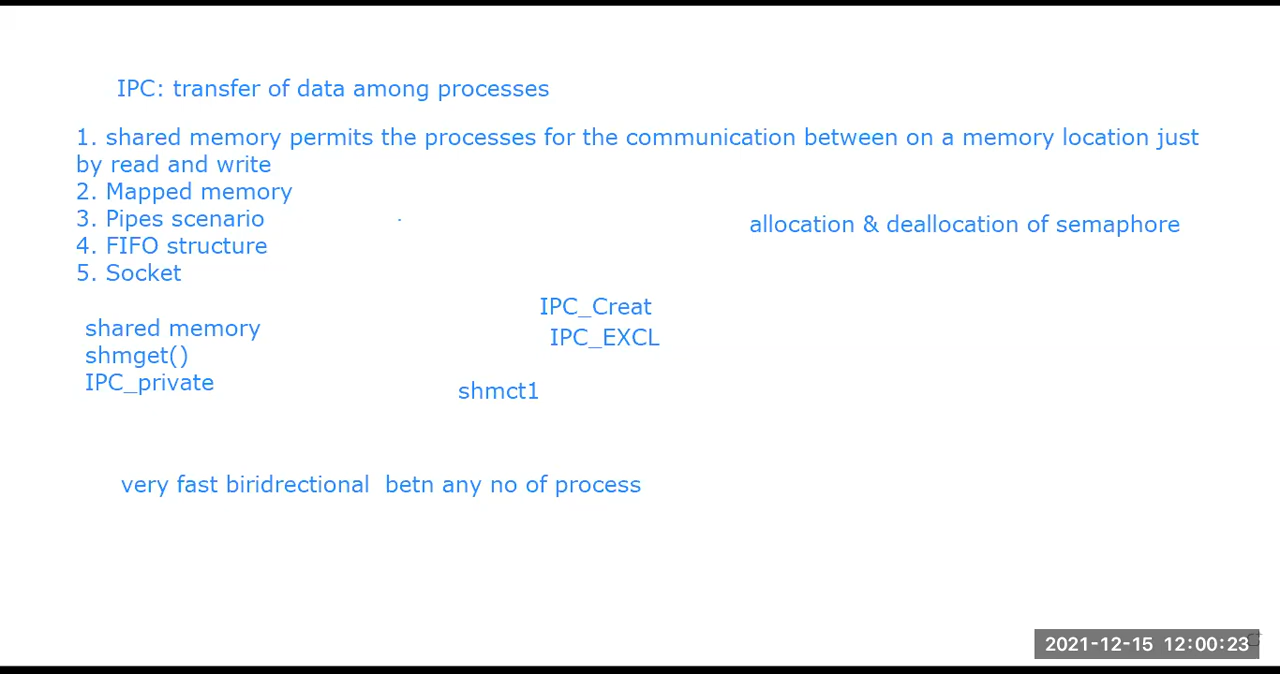 IPC: transfer of data among processes
1. shared memory permits the processes for the communication between on a memory location just
by read and write
2. Mapped memory
3. Pipes scenario
allocation & deallocation of semaphore
4. FIFO structure
5. Socket
IPC_Creat
shared memory
IPC_EXCL
shmget()
IPC_private
shmct1
very fast biridrectional  betn any no of process
2021-12-15 12:00:23